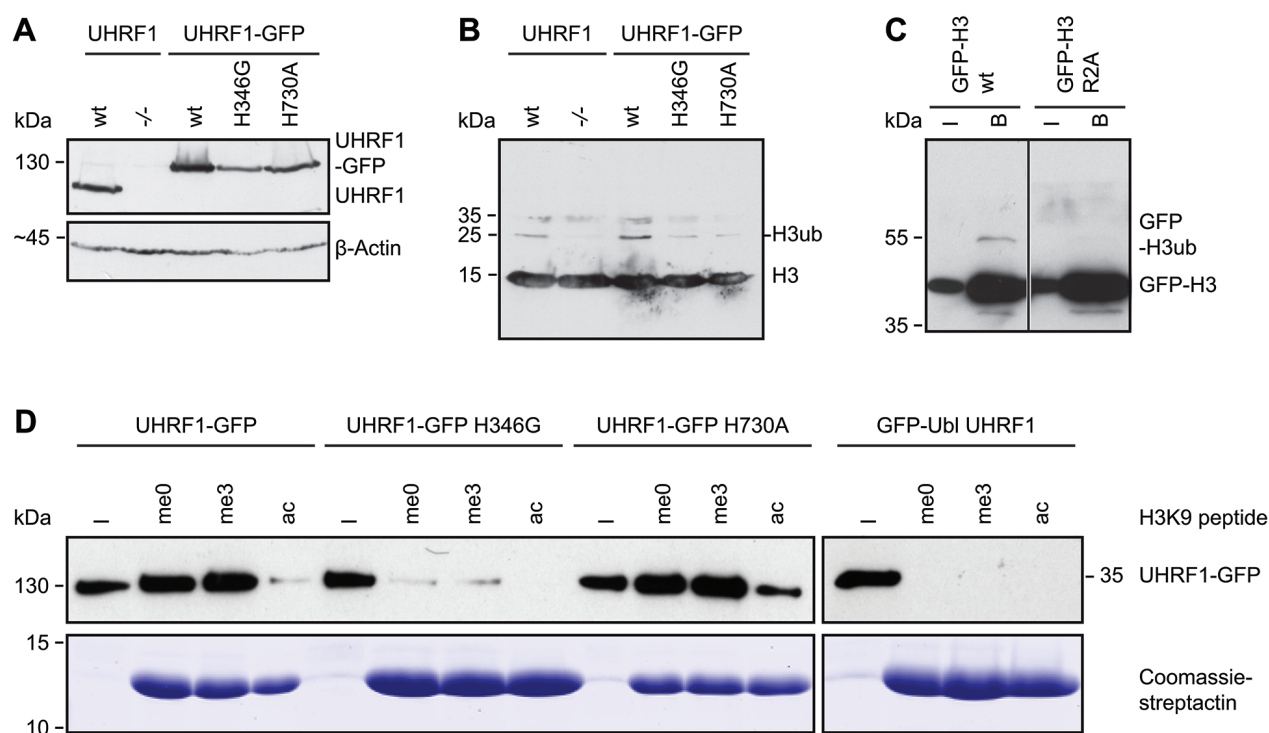 A
UHRF1 UHRF1-GFP
wt -/- wt H346G H730A
kDa
130
UHRF1
-GFP
UHRF1
~45
β-Actin
B
UHRF1 UHRF1-GFP
wt -/- wt H346G H730A
kDa
35
25
15
H3ub
H3
C
GFP-H3 wt
GFP-H3 R2A
kDa I B I B
55
35
GFP
-H3ub
GFP-H3
D
UHRF1-GFP UHRF1-GFP H346G UHRF1-GFP H730A GFP-Ubl UHRF1
kDa I me0 me3 ac I me0 me3 ac I me0 me3 ac I me0 me3 ac H3K9 peptide
130 35 UHRF1-GFP
15
10
Coomassie-
streptactin